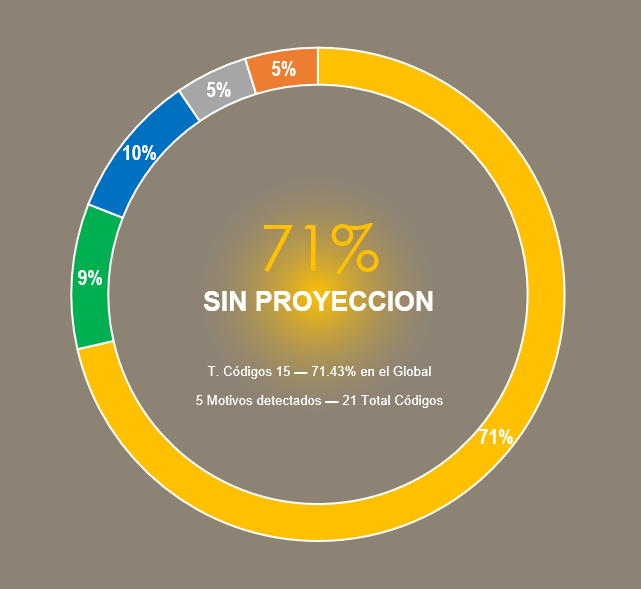 5%
5%
10%
9%
71%
SIN PROYECCION
T. Códigos 15 — 71.43% en el Global
5 Motivos detectados — 21 Total Códigos
71%